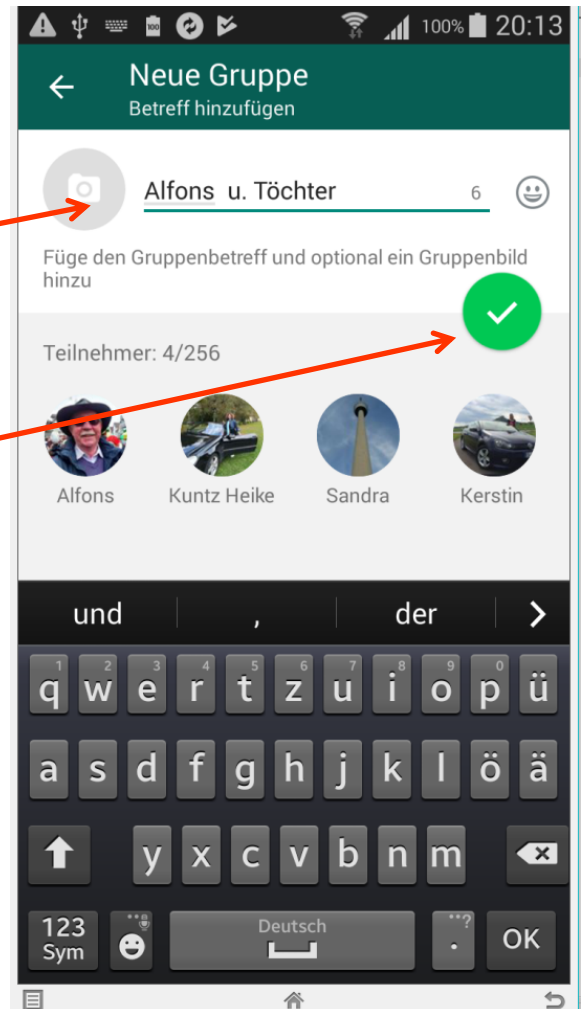 100% 20:13
Neue Gruppe
Betreff hinzufügen
Alfons u. Töchter 6
Füge den Gruppenbetreff und optional ein Gruppenbild
hinzu
Teilnehmer: 4/256
Alfons Kuntz Heike Sandra Kerstin
und , der
1 2 3 4 5 6 7 8 9 0
q w e r t z u i o p ü
a s d f g h j k l ö ä
y x c v b n m
123 Deutsch ...?
Sym . OK